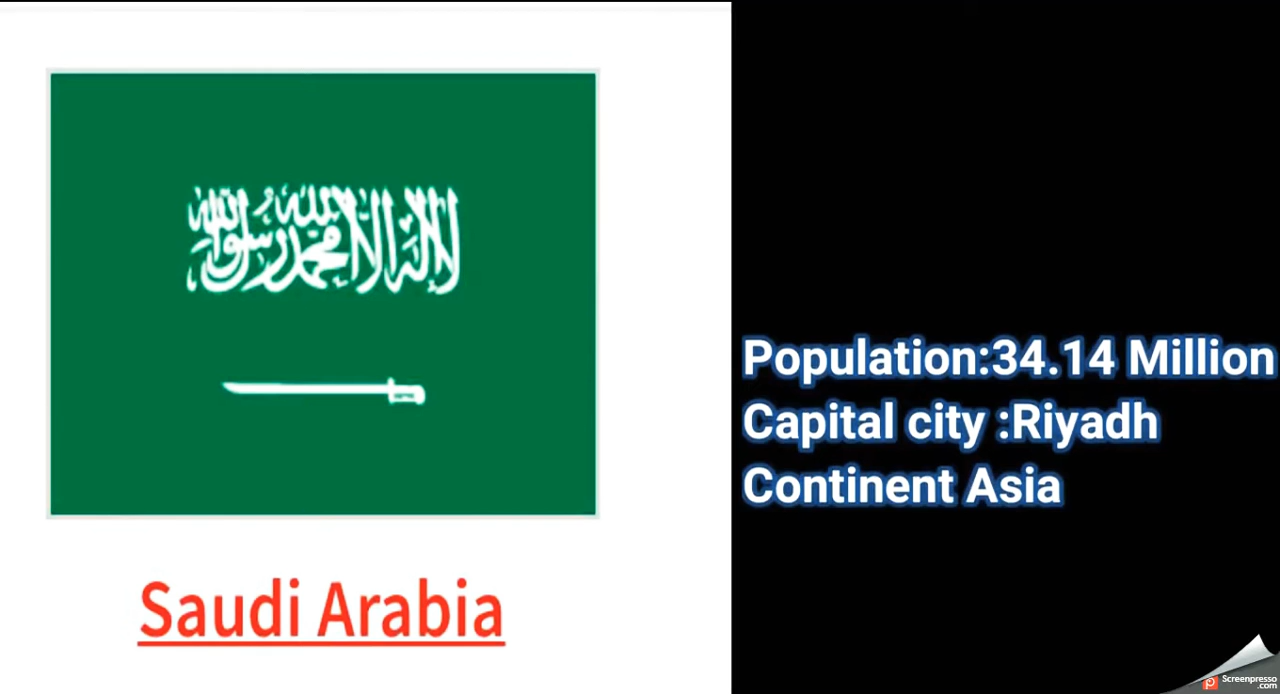 لا إله إلا الله محمد رسول الله
Population:34.14 Million
Capital city :Riyadh
Continent Asia
Saudi Arabia
Screenpresso
.com